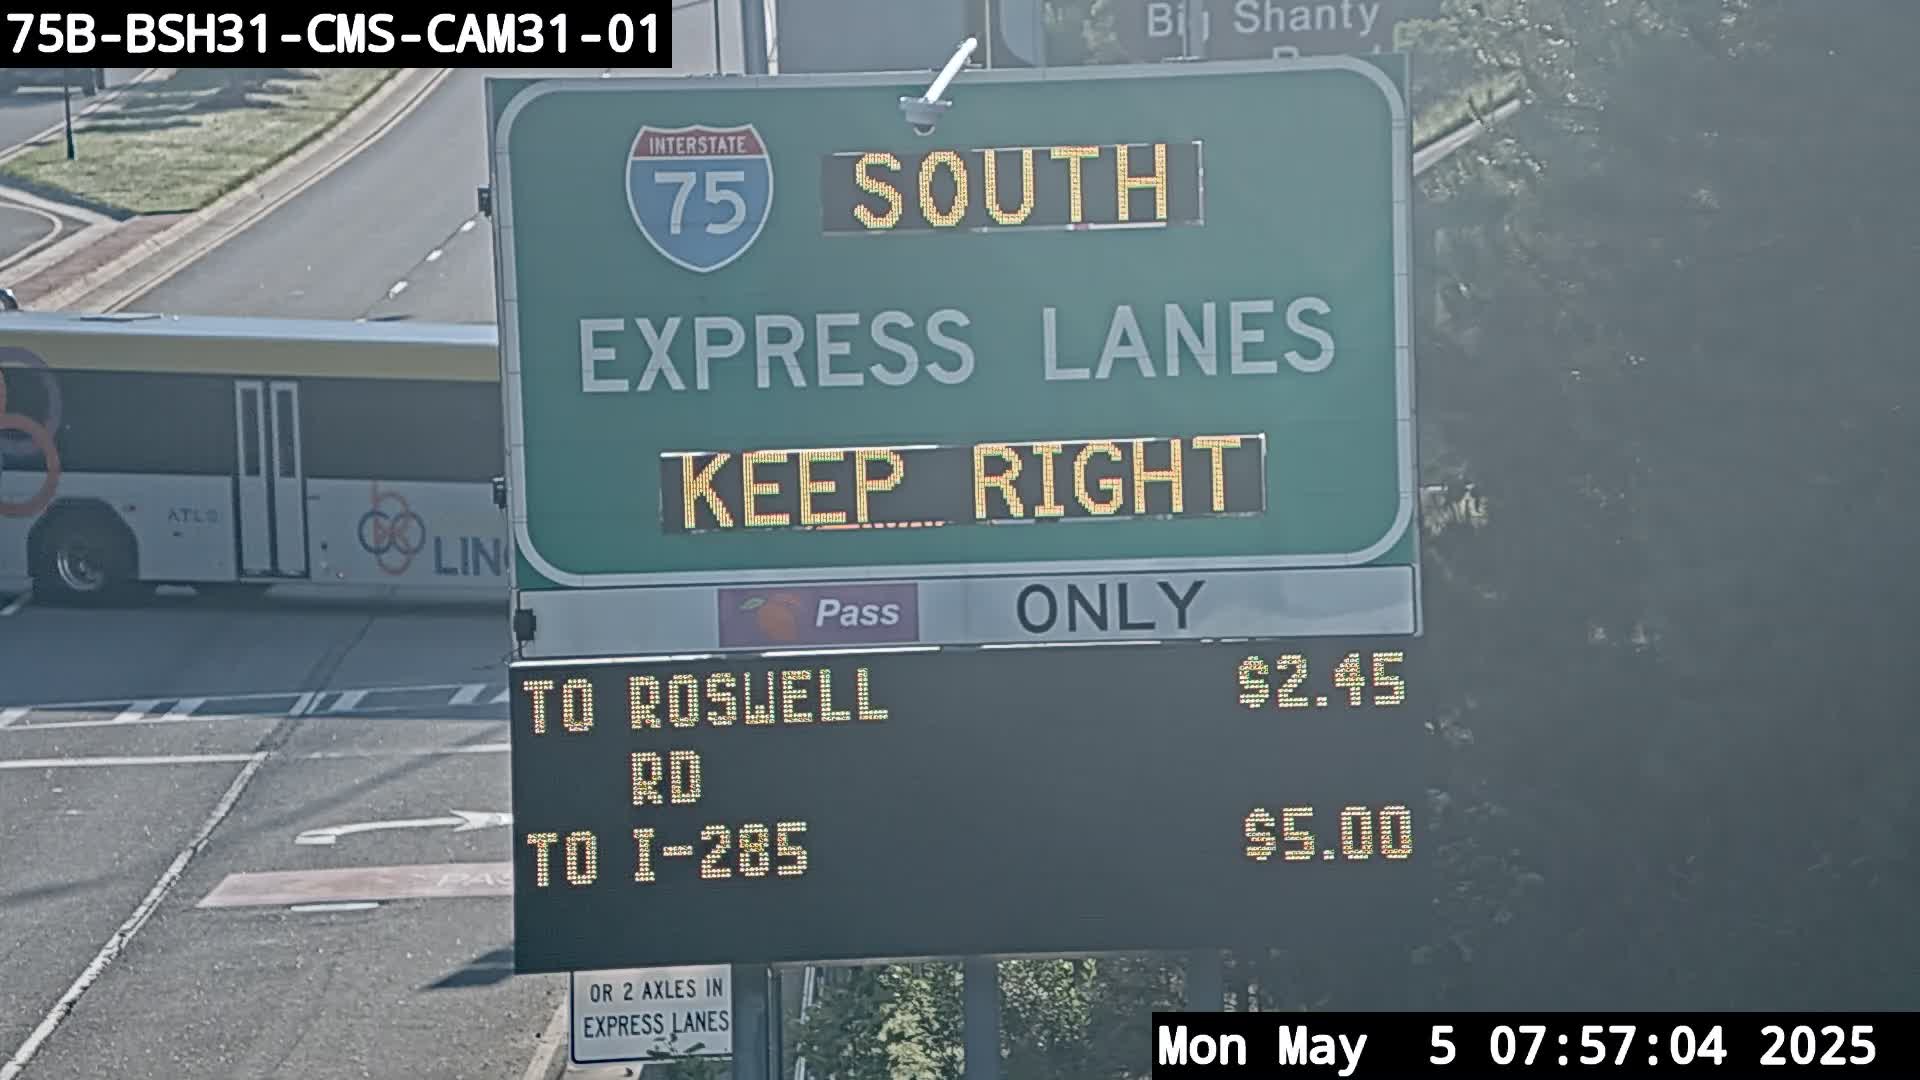 75B-BSH31-CMS-CAM31-01
Big Shanty
INTERSTATE
75
SOUTH
EXPRESS LANES
KEEP RIGHT
Pass ONLY
TO ROSWELL $2.45
RD
TO I-285 $5.00
ATL
LIN
OR 2 AXLES IN
EXPRESS LANES
Mon May 5 07:57:04 2025